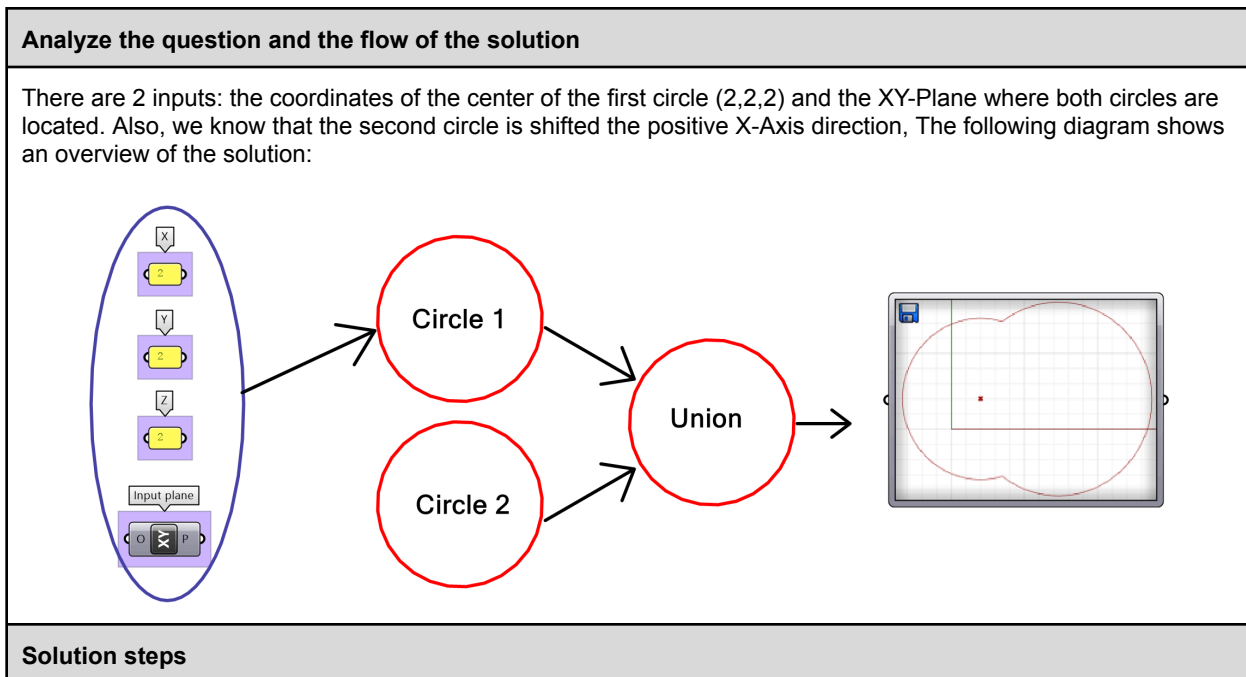 Analyze the question and the flow of the solution
There are 2 inputs: the coordinates of the center of the first circle (2,2,2) and the XY-Plane where both circles are
located. Also, we know that the second circle is shifted the positive X-Axis direction, The following diagram shows
an overview of the solution:
X
2
Y
2
Z
2
Input plane
O XY P
Circle 1
Circle 2
Union
Solution steps